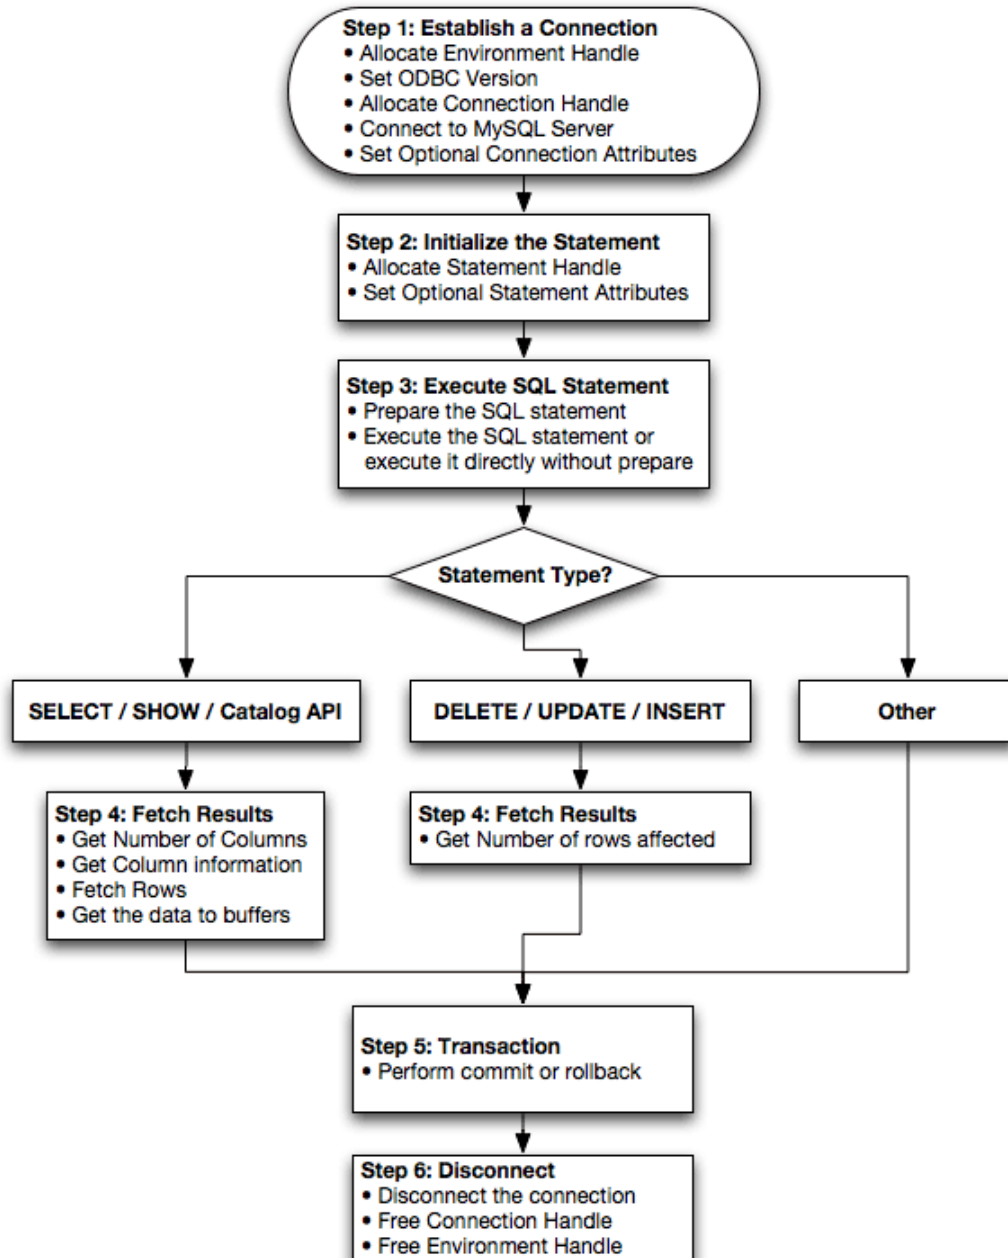 Step 1: Establish a Connection
• Allocate Environment Handle
• Set ODBC Version
• Allocate Connection Handle
• Connect to MySQL Server
• Set Optional Connection Attributes
Step 2: Initialize the Statement
• Allocate Statement Handle
• Set Optional Statement Attributes
Step 3: Execute SQL Statement
• Prepare the SQL statement
• Execute the SQL statement or
execute it directly without prepare
Statement Type?
SELECT / SHOW / Catalog API
DELETE / UPDATE / INSERT
Other
Step 4: Fetch Results
• Get Number of Columns
• Get Column information
• Fetch Rows
• Get the data to buffers
Step 4: Fetch Results
• Get Number of rows affected
Step 5: Transaction
• Perform commit or rollback
Step 6: Disconnect
• Disconnect the connection
• Free Connection Handle
• Free Environment Handle